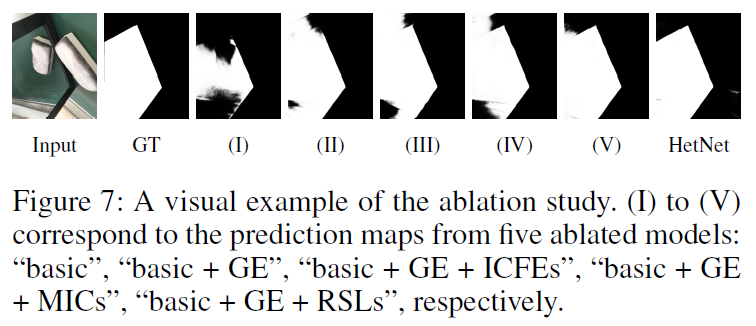 Input GT (I) (II) (III) (IV) (V) HetNet
Figure 7: A visual example of the ablation study. (I) to (V)
correspond to the prediction maps from five ablated models:
“basic”, “basic + GE”, “basic + GE + ICFEs”, “basic + GE
+ MICs”, “basic + GE + RSLs”, respectively.